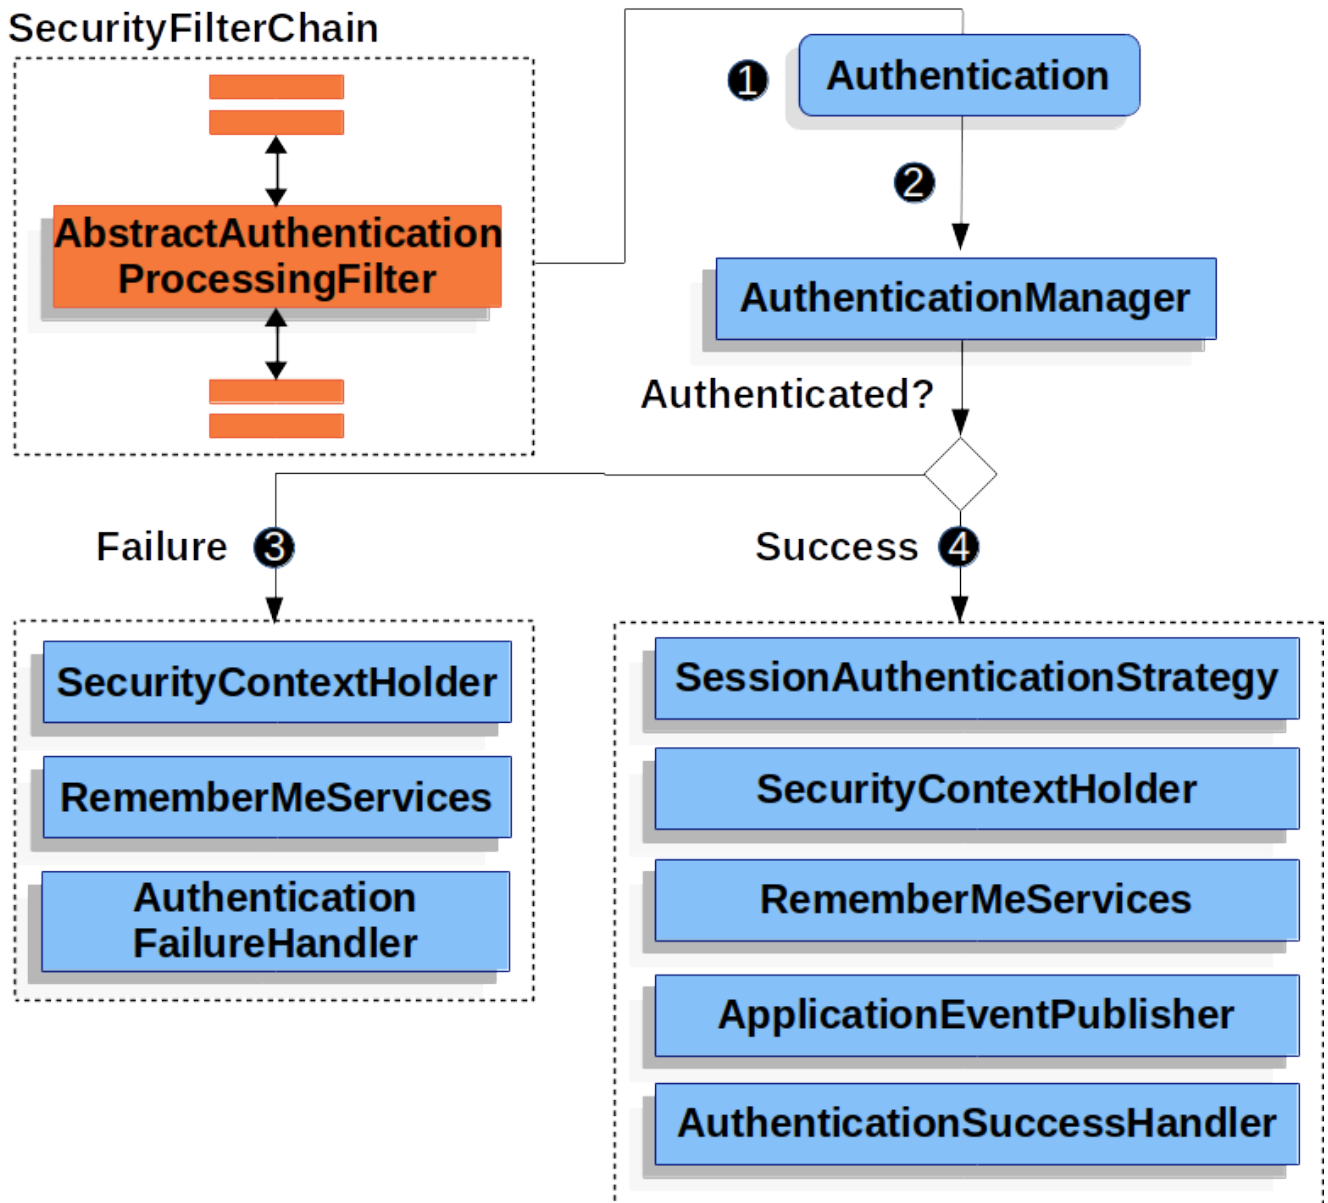 SecurityFilterChain
AbstractAuthentication
ProcessingFilter
1
Authentication
2
AuthenticationManager
Authenticated?
Failure 3
Success 4
SecurityContextHolder
RememberMeServices
Authentication
FailureHandler
SessionAuthenticationStrategy
SecurityContextHolder
RememberMeServices
ApplicationEventPublisher
AuthenticationSuccessHandler